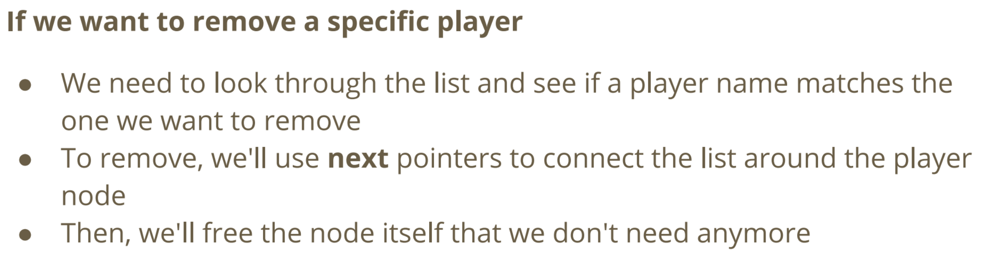 If we want to remove a specific player
● We need to look through the list and see if a player name matches the
one we want to remove
● To remove, we'll use next pointers to connect the list around the player
node
● Then, we'll free the node itself that we don't need anymore